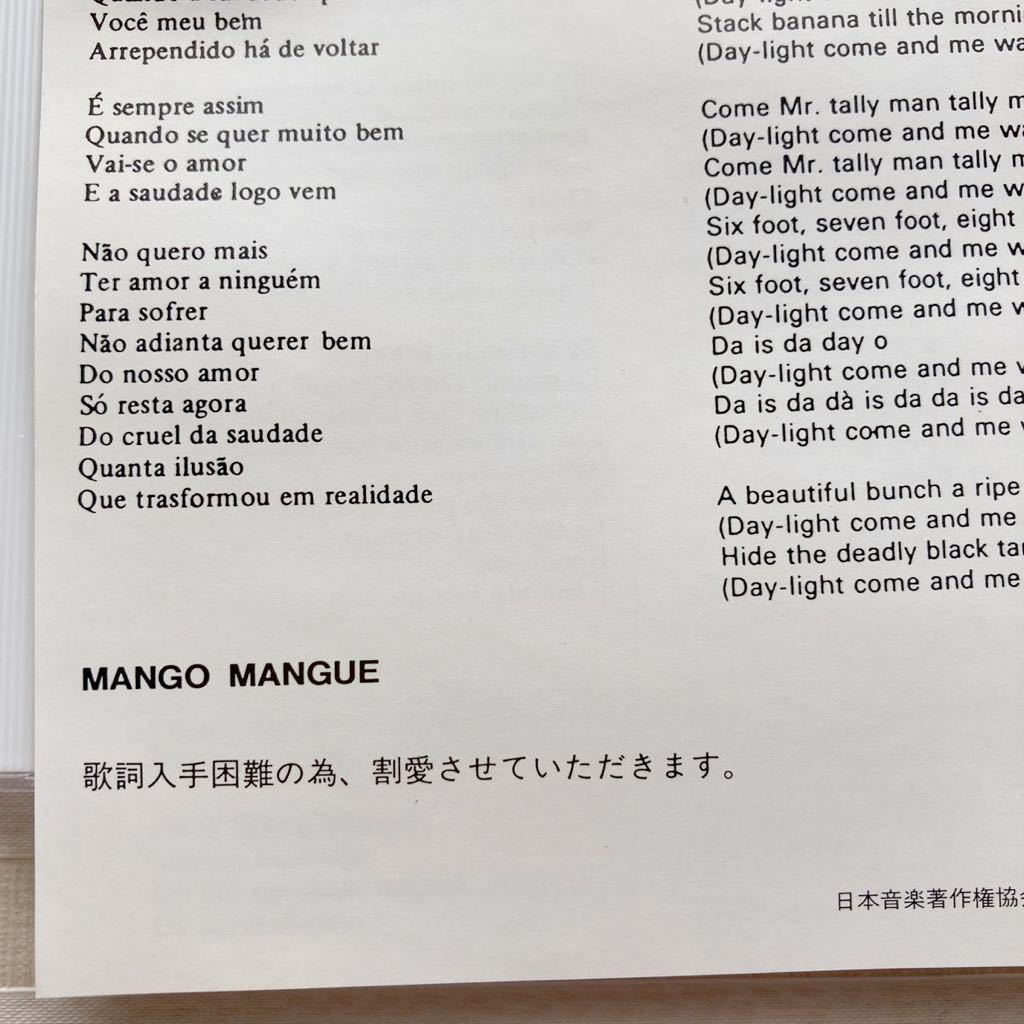 Você meu bem
Arrependido há de voltar
É sempre assim
Quando se quer muito bem
Vai-se o amor
E a saudade logo vem
Não quero mais
Ter amor a ninguém
Para sofrer
Não adianta querer bem
Do nosso amor
Só resta agora
Do cruel da saudade
Quanta ilusão
Que trasformou em realidade
MANGO MANGUE
歌詞入手困難の為、割愛させていただきます。
(Day-light come and me
Stack banana till the
(Day-light come and me
Come Mr. tally man tally
(Day-light come and me
Come Mr. tally man tally
(Day-light come and me
Six foot, seven foot, eight
(Day-light come and me
Six foot, seven foot, eight
(Day-light come and me
Da is da day o
(Day-light come and me
Da is da dà is da da is da
(Day-light come and me
A beautiful bunch a ripe
(Day-light come and me
Hide the deadly black
(Day-light come and me
日本音楽著作権協